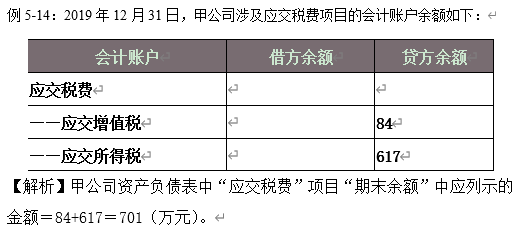 例 5-14：2019 年 12 月 31 日，甲公司涉及应交税费项目的会计账户余额如下：
会计账户 借方余额 贷方余额
应交税费
——应交增值税 84
——应交所得税 617
【解析】甲公司资产负债表中“应交税费”项目“期末余额”中应列示的
金额＝84+617＝701（万元）。